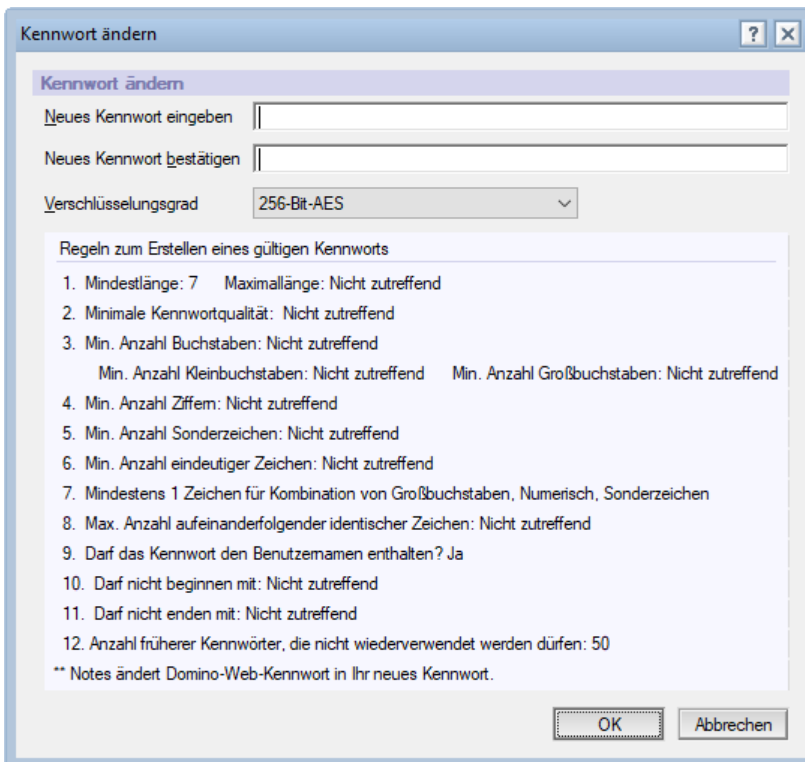 Kennwort ändern
Kennwort ändern
Neues Kennwort eingeben
Neues Kennwort bestätigen
Verschlüsselungsgrad 256-Bit-AES
Regeln zum Erstellen eines gültigen Kennworts
1. Mindestlänge: 7 Maximallänge: Nicht zutreffend
2. Minimale Kennwortqualität: Nicht zutreffend
3. Min. Anzahl Buchstaben: Nicht zutreffend
Min. Anzahl Kleinbuchstaben: Nicht zutreffend Min. Anzahl Großbuchstaben: Nicht zutreffend
4. Min. Anzahl Ziffern: Nicht zutreffend
5. Min. Anzahl Sonderzeichen: Nicht zutreffend
6. Min. Anzahl eindeutiger Zeichen: Nicht zutreffend
7. Mindestens 1 Zeichen für Kombination von Großbuchstaben, Numerisch, Sonderzeichen
8. Max. Anzahl aufeinanderfolgender identischer Zeichen: Nicht zutreffend
9. Darf das Kennwort den Benutzernamen enthalten? Ja
10. Darf nicht beginnen mit: Nicht zutreffend
11. Darf nicht enden mit: Nicht zutreffend
12. Anzahl früherer Kennwörter, die nicht wiederverwendet werden dürfen: 50
** Notes ändert Domino-Web-Kennwort in Ihr neues Kennwort.
OK Abbrechen